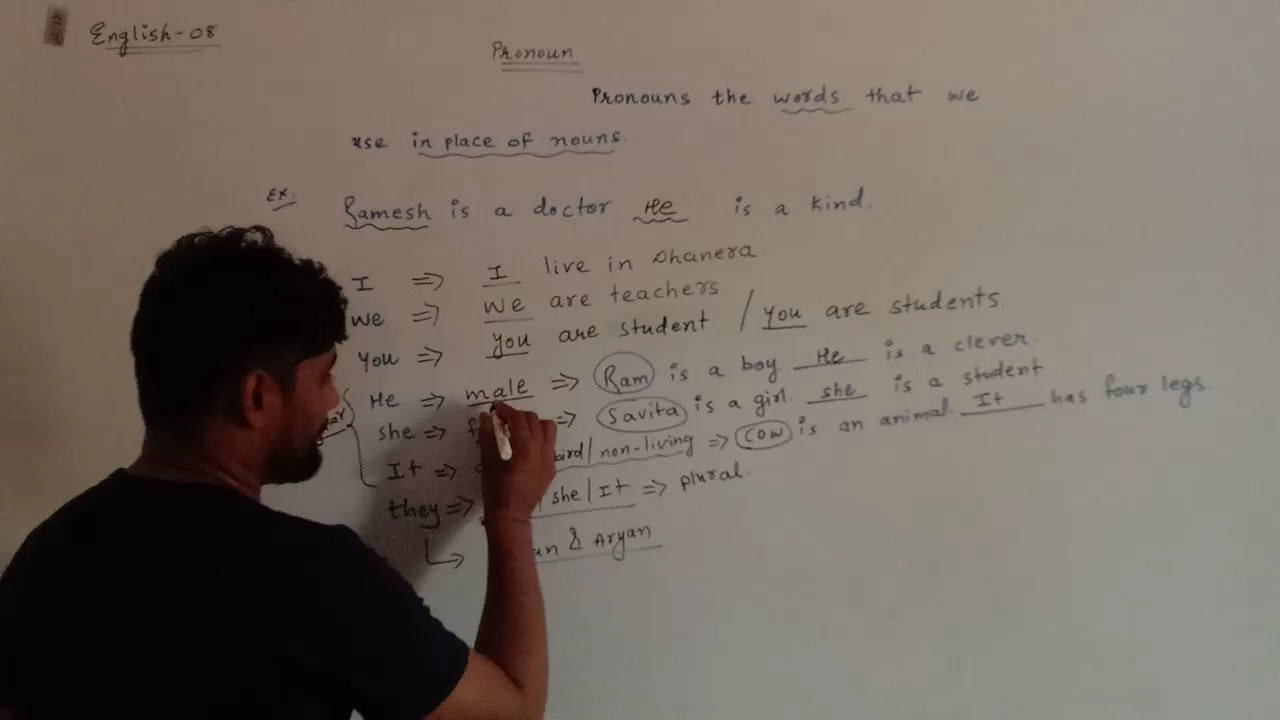 English-08
Pronoun
Pronouns the words that we
use in place of nouns.
Ex. Ramesh is a doctor He is a kind.
I ⇒ I live in Dhanera.
We ⇒ We are teachers.
You ⇒ you are student / you are students.
He ⇒ male ⇒ Ram is a boy He is a clever.
she ⇒ ⇒ Savita is a girl. she is a student
It ⇒ bird/non-living ⇒ Cow is an animal. It has four legs.
they ⇒ she/It ⇒ plural.
& Aryan